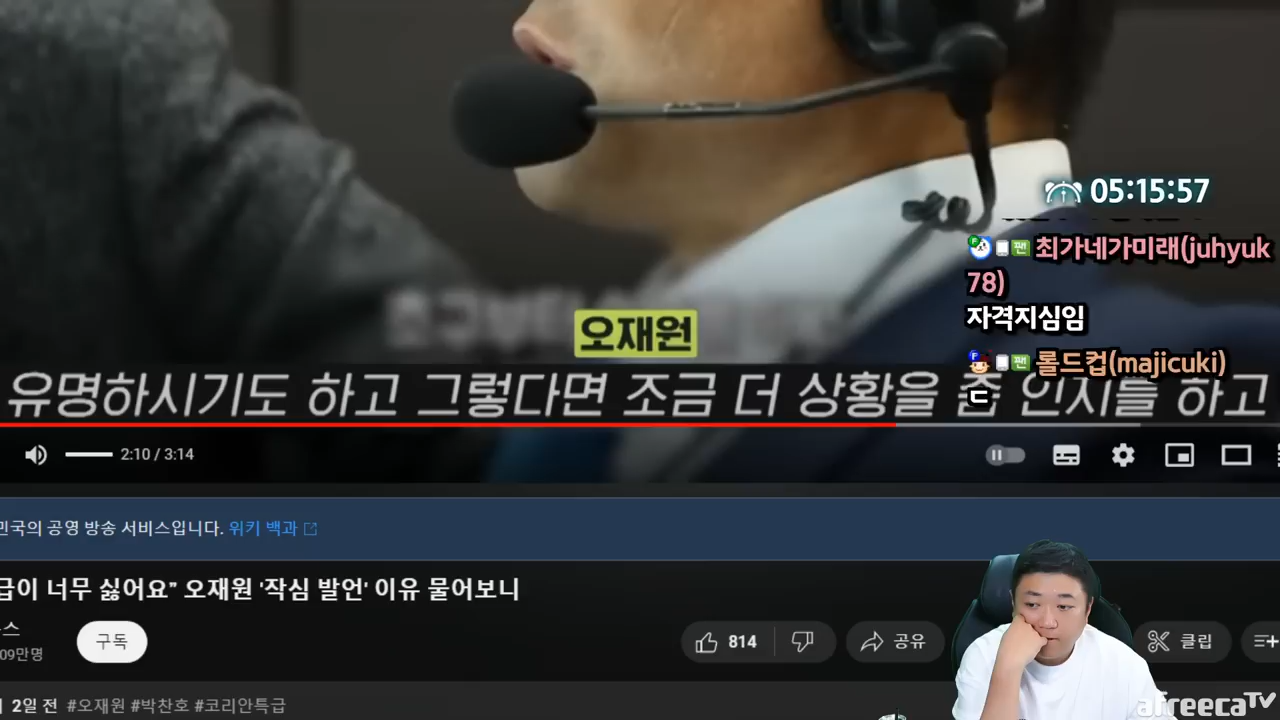 05:15:57
최가네가미래(juhyuk
78)
자격지심임
롤드컵(majicuki)
ㄷ
오재원
유명하시기도 하고 그렇다면 조금 더 상황을 좀 인지를 하고
2:10 / 3:14
민국의 공영 방송 서비스입니다. 위키 백과
급이 너무 싫어요” 오재원 '작심 발언' 이유 물어보니
스
09만명
구독
814
공유
클립
2일 전 #오재원 #박찬호 #코리안특급
afreecaTV